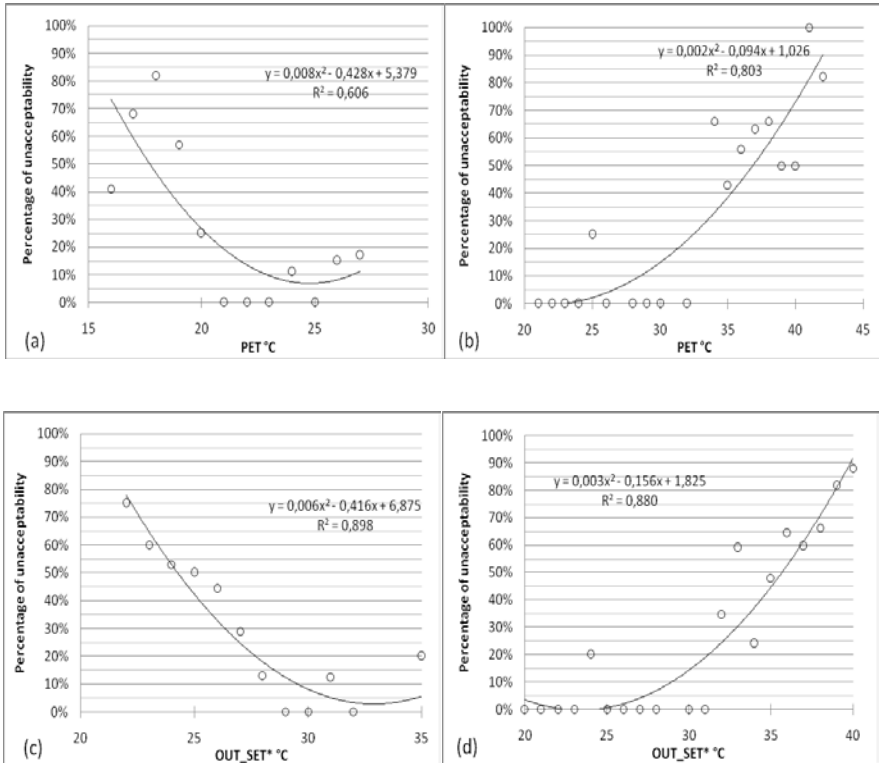 100%
90%
80%
70%
60%
50%
40%
30%
20%
10%
0%
Percentage of unacceptability
y = 0,008x² - 0,428x + 5,379
R² = 0,606
15 20 25 30
(a) PET °C
100%
90%
80%
70%
60%
50%
40%
30%
20%
10%
0%
Percentage of unacceptability
y = 0,002x² - 0,094x + 1,026
R² = 0,803
20 25 30 35 40 45
(b) PET °C
100%
90%
80%
70%
60%
50%
40%
30%
20%
10%
0%
Percentage of unacceptability
y = 0,006x² - 0,416x + 6,875
R² = 0,898
20 25 30 35
(c) OUT_SET* °C
100%
90%
80%
70%
60%
50%
40%
30%
20%
10%
0%
Percentage of unacceptability
y = 0,003x² - 0,156x + 1,825
R² = 0,880
20 25 30 35 40
(d) OUT_SET* °C